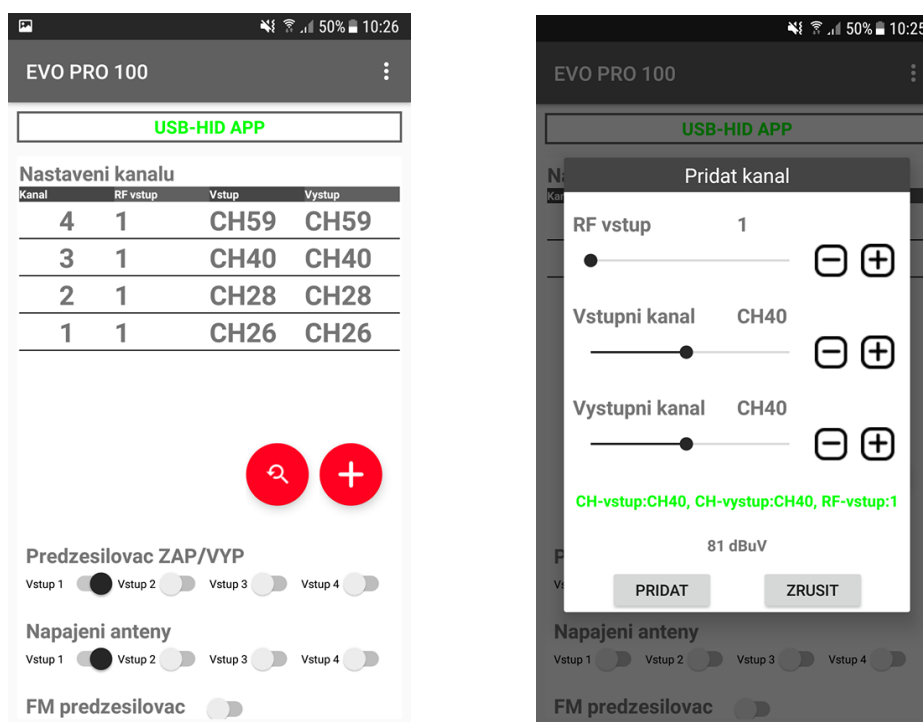 50% 10:26
EVO PRO 100
USB-HID APP
Nastaveni kanalu
Kanal RF vstup Vstup Vystup
4 1 CH59 CH59
3 1 CH40 CH40
2 1 CH28 CH28
1 1 CH26 CH26
Predzesilovac ZAP/VYP
Vstup 1 Vstup 2 Vstup 3 Vstup 4
Napajeni anteny
Vstup 1 Vstup 2 Vstup 3 Vstup 4
FM predzesilovac
50% 10:25
EVO PRO 100
USB-HID APP
Pridat kanal
RF vstup 1
Vstupni kanal CH40
Vystupni kanal CH40
CH-vstup:CH40, CH-vystup:CH40, RF-vstup:1
81 dBuV
PRIDAT ZRUSIT
Napajeni anteny
Vstup 1 Vstup 2 Vstup 3 Vstup 4
FM predzesilovac